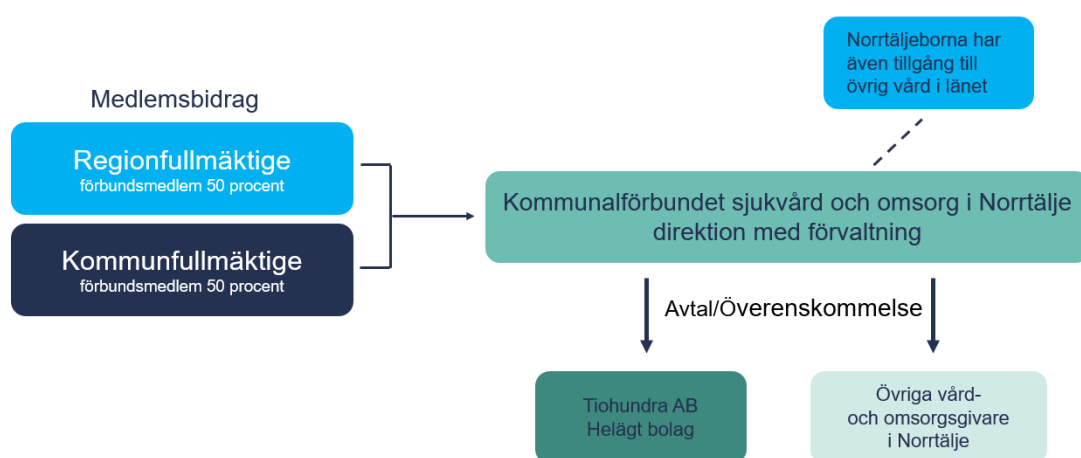 Norrtäljeborna har
även tillgång till
övrig vård i länet
Medlemsbidrag
Regionfullmäktige
förbundsmedlem 50 procent
Kommunfullmäktige
förbundsmedlem 50 procent
Kommunalförbundet sjukvård och omsorg i Norrtälje
direktion med förvaltning
Avtal/Överenskommelse
Tiohundra AB
Helägt bolag
Övriga vård-
och omsorgsgivare
i Norrtälje